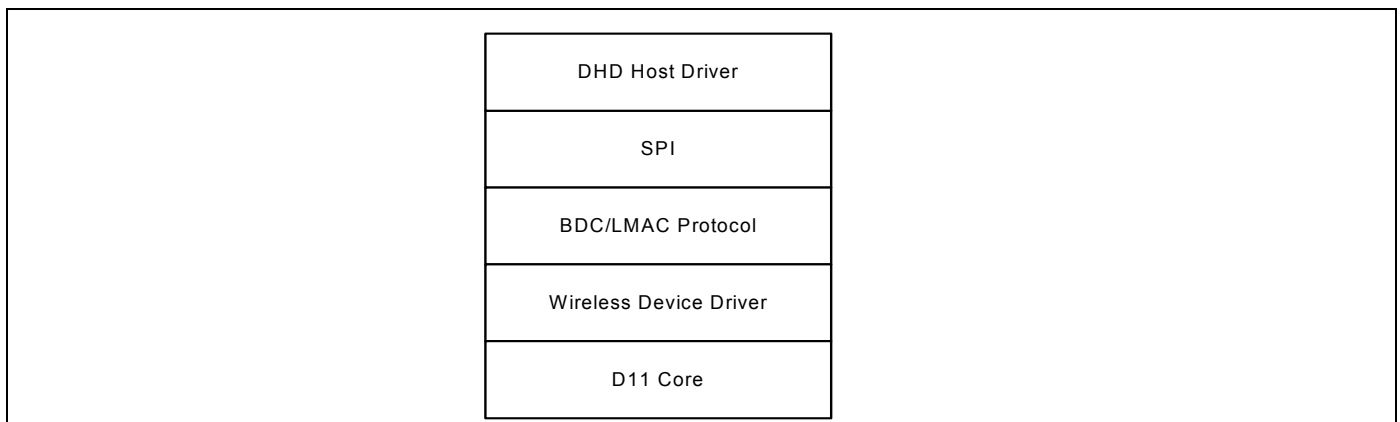 DHD Host Driver
SPI
BDC/LMAC Protocol
Wireless Device Driver
D11 Core